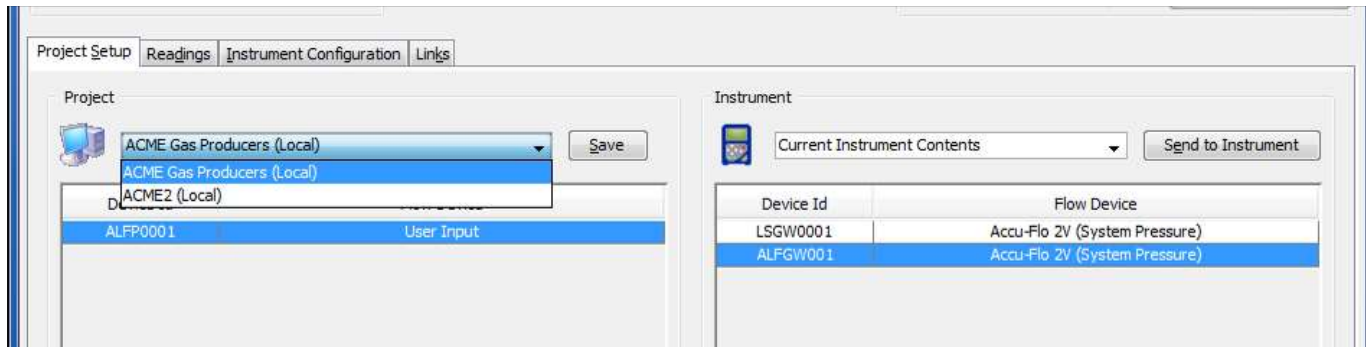 Project Setup Readings Instrument Configuration Links
Project
ACME Gas Producers (Local) Save
ACME Gas Producers (Local)
ACME2 (Local)
ALFP0001 User Input
Instrument
Current Instrument Contents Send to Instrument
Device Id Flow Device
LSGW0001 Accu-Flo 2V (System Pressure)
ALFGW001 Accu-Flo 2V (System Pressure)